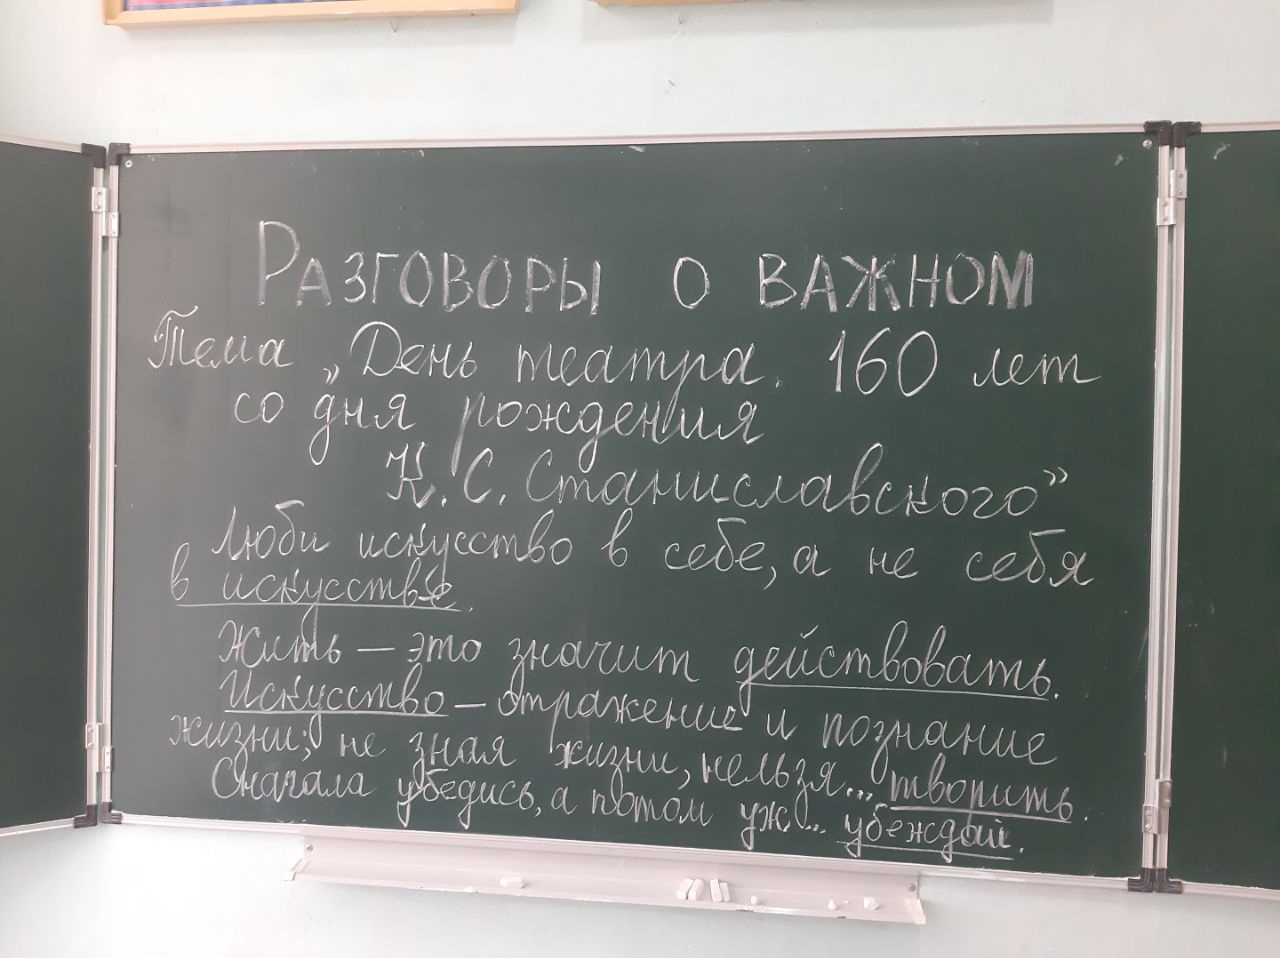 РАЗГОВОРЫ О ВАЖНОМ
Тема „День театра. 160 лет
со дня рождения
К. С. Станиславского”
Люби искусство в себе, а не себя
в искусстве.
Жить – это значит действовать.
Искусство – отражение и познание
жизни; не зная жизни, нельзя... творить.
Сначала убедись, а потом уж... убеждай.